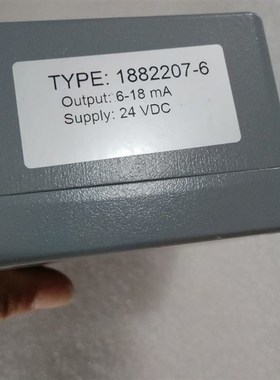 TYPE: 1882207-6
Output: 6-18 mA
Supply: 24 VDC